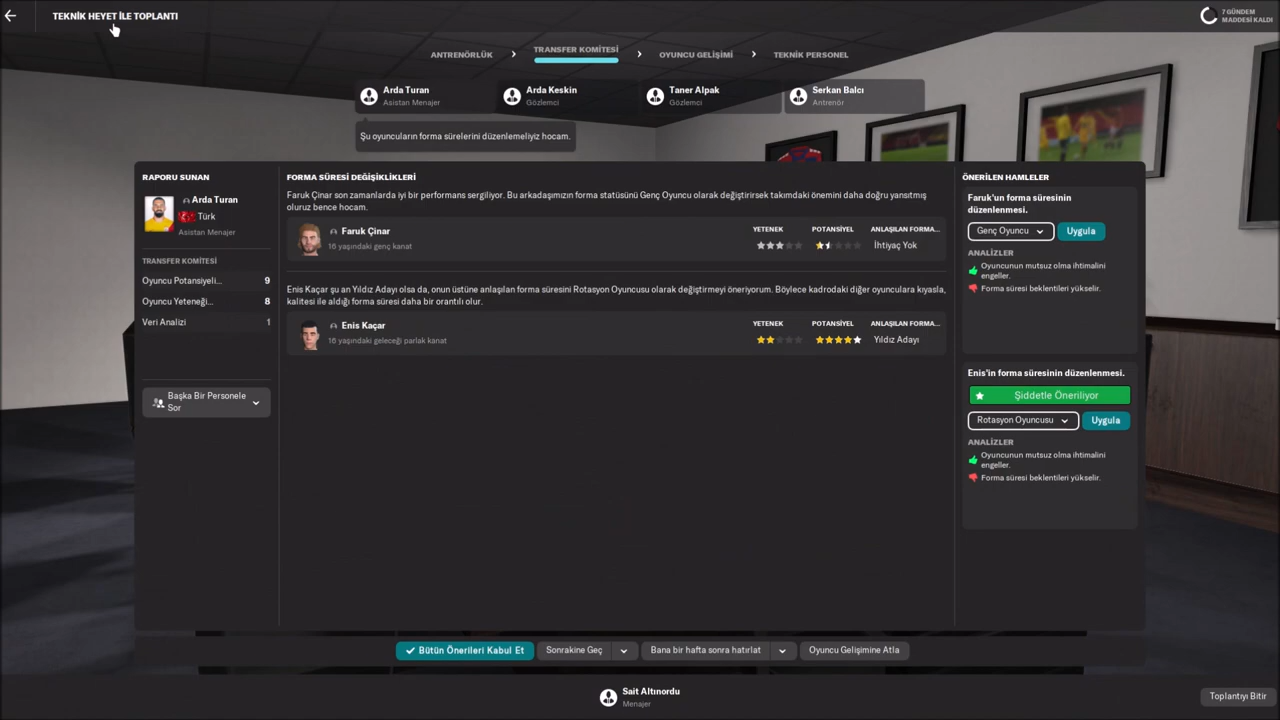 TEKNİK HEYET İLE TOPLANTI
7 GÜNDEM
MADDESİ KALDI
ANTRENÖRLÜK
TRANSFER KOMİTESİ
OYUNCU GELİŞİMİ
TEKNİK PERSONEL
Arda Turan
Asistan Menajer
Arda Keskin
Gözlemci
Taner Alpak
Gözlemci
Serkan Balcı
Antrenör
Şu oyuncuların forma sürelerini düzenlemeliyiz hocam.
RAPORU SUNAN
Arda Turan
Türk
Asistan Menajer
TRANSFER KOMİTESİ
Oyuncu Potansiyeli... 9
Oyuncu Yeteneği... 8
Veri Analizi 1
Başka Bir Personele
Sor
FORMA SÜRESİ DEĞİŞİKLİKLERİ
Faruk Çinar son zamanlarda iyi bir performans sergiliyor. Bu arkadaşımızın forma statüsünü Genç Oyuncu olarak değiştirirsek takımdaki önemini daha doğru yansıtmış
oluruz bence hocam.
Faruk Çinar
16 yaşındaki genç kanat
YETENEK
POTANSİYEL
ANLAŞILAN FORMA...
İhtiyaç Yok
Enis Kaçar şu an Yıldız Adayı olsa da, onun üstüne anlaşılan forma süresini Rotasyon Oyuncusu olarak değiştirmeyi öneriyorum. Böylece kadrodaki diğer oyunculara kıyasla,
kalitesi ile aldığı forma süresi daha bir orantılı olur.
Enis Kaçar
16 yaşındaki geleceği parlak kanat
YETENEK
POTANSİYEL
ANLAŞILAN FORMA...
Yıldız Adayı
ÖNERİLEN HAMLELER
Faruk'un forma süresinin
düzenlenmesi.
Genç Oyuncu
Uygula
ANALİZLER
Oyuncunun mutsuz olma ihtimalini
engeller.
Forma süresi beklentileri yükselir.
Enis'in forma süresinin düzenlenmesi.
Şiddetle Öneriliyor
Rotasyon Oyuncusu
Uygula
ANALİZLER
Oyuncunun mutsuz olma ihtimalini
engeller.
Forma süresi beklentileri yükselir.
Bütün Önerileri Kabul Et
Sonrakine Geç
Bana bir hafta sonra hatırlat
Oyuncu Gelişimine Atla
Sait Altınordu
Menajer
Toplantıyı Bitir